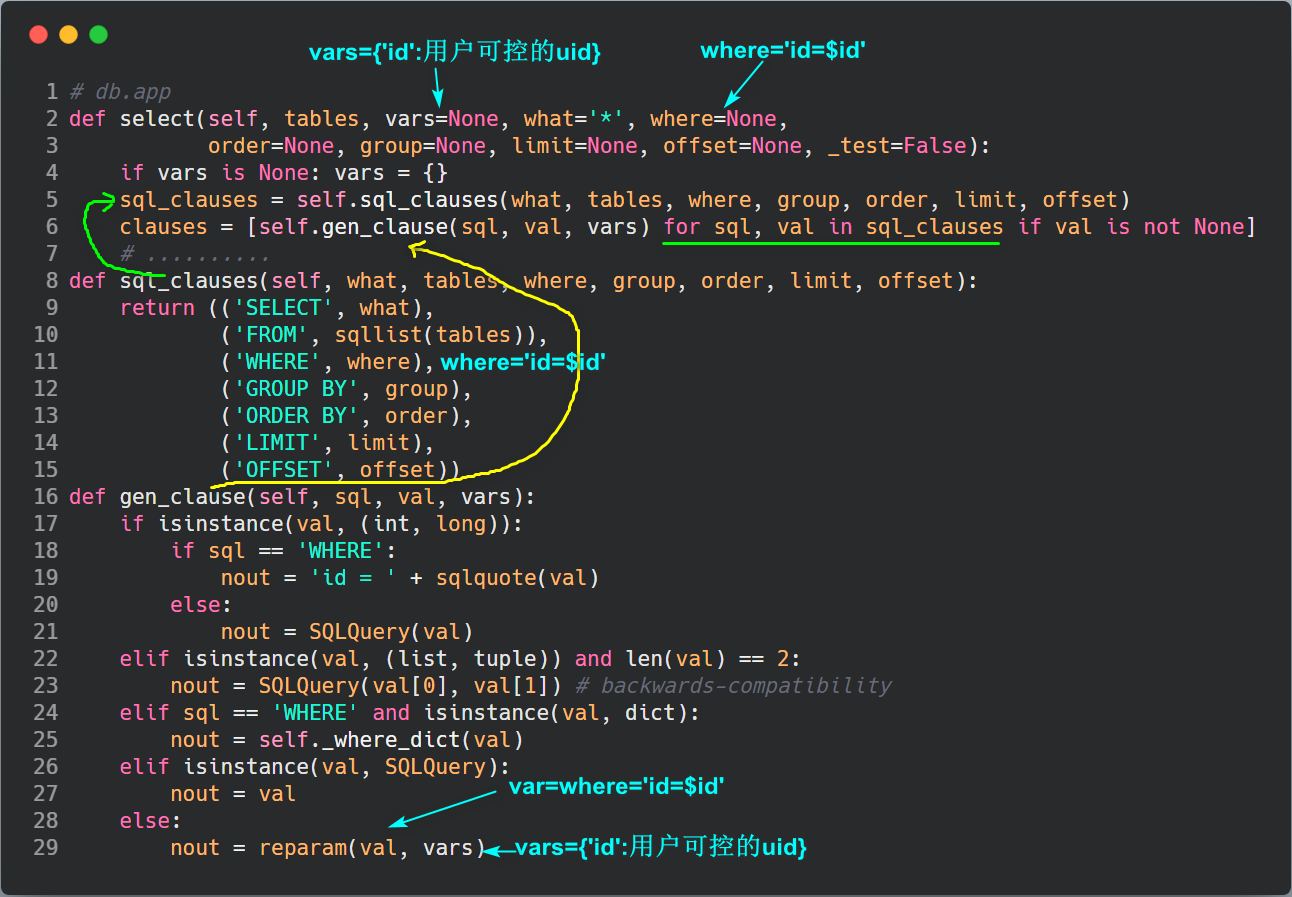 vars={'id':用户可控的uid} where='id=$id'
1 # db.app
2 def select(self, tables, vars=None, what='*', where=None,
3 order=None, group=None, limit=None, offset=None, _test=False):
4 if vars is None: vars = {}
5 sql_clauses = self.sql_clauses(what, tables, where, group, order, limit, offset)
6 clauses = [self.gen_clause(sql, val, vars) for sql, val in sql_clauses if val is not None]
7 # ..........
8 def sql_clauses(self, what, tables, where, group, order, limit, offset):
9 return (('SELECT', what),
10 ('FROM', sqllist(tables)),
11 ('WHERE', where), where='id=$id'
12 ('GROUP BY', group),
13 ('ORDER BY', order),
14 ('LIMIT', limit),
15 ('OFFSET', offset))
16 def gen_clause(self, sql, val, vars):
17 if isinstance(val, (int, long)):
18 if sql == 'WHERE':
19 nout = 'id = ' + sqlquote(val)
20 else:
21 nout = SQLQuery(val)
22 elif isinstance(val, (list, tuple)) and len(val) == 2:
23 nout = SQLQuery(val[0], val[1]) # backwards-compatibility
24 elif sql == 'WHERE' and isinstance(val, dict):
25 nout = self._where_dict(val)
26 elif isinstance(val, SQLQuery):
27 nout = val
var=where='id=$id'
28 else:
29 nout = reparam(val, vars) vars={'id':用户可控的uid}